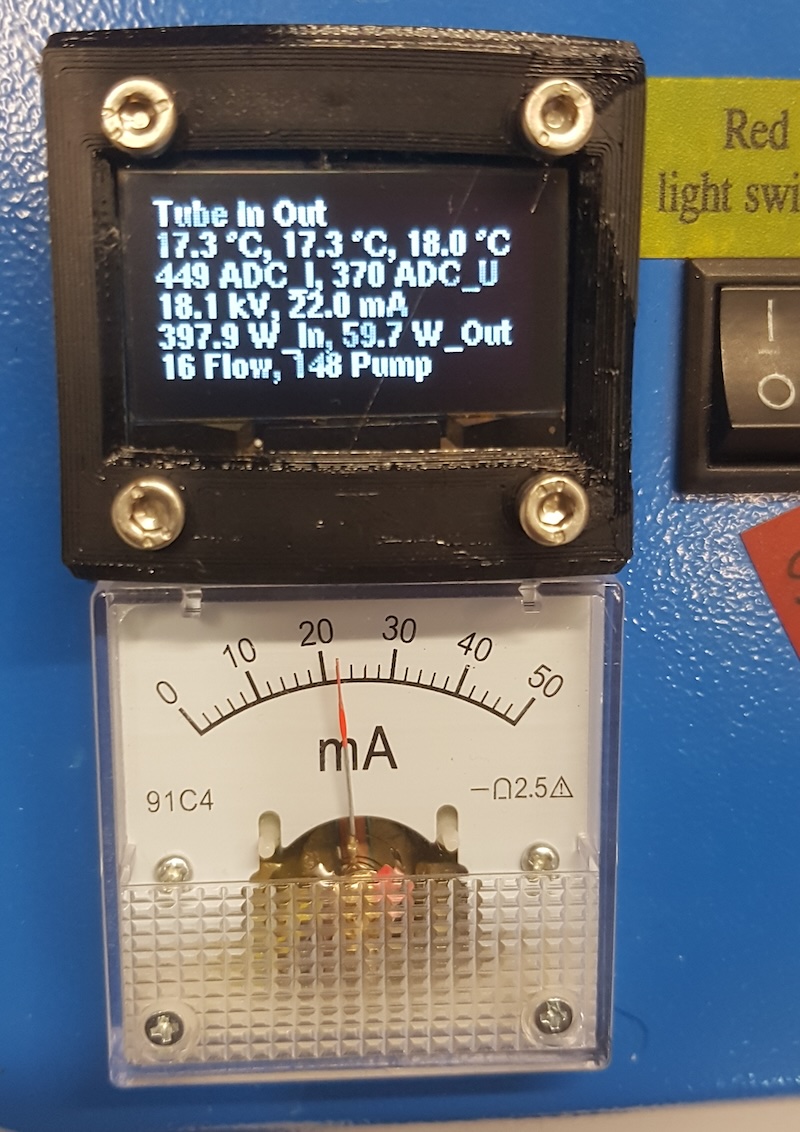 Tube In Out
17.3 °C, 17.3 °C, 18.0 °C
449 ADC_I, 370 ADC_U
18.1 kV, 22.0 mA
397.9 W_In, 59.7 W_Out
16 Flow, 148 Pump
Red
light swi
I
O
0 10 20 30 40 50
mA
91C4
−Ω2.5⚠